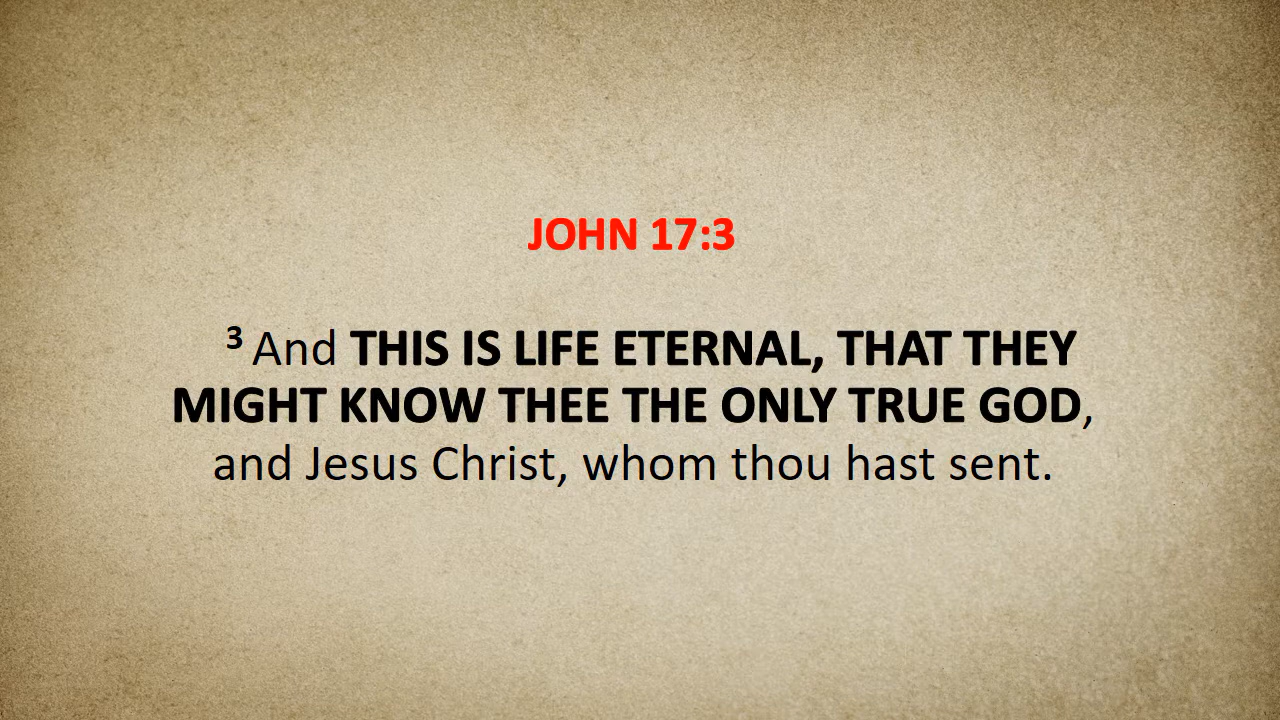 JOHN 17:3
3 And THIS IS LIFE ETERNAL, THAT THEY
MIGHT KNOW THEE THE ONLY TRUE GOD,
and Jesus Christ, whom thou hast sent.